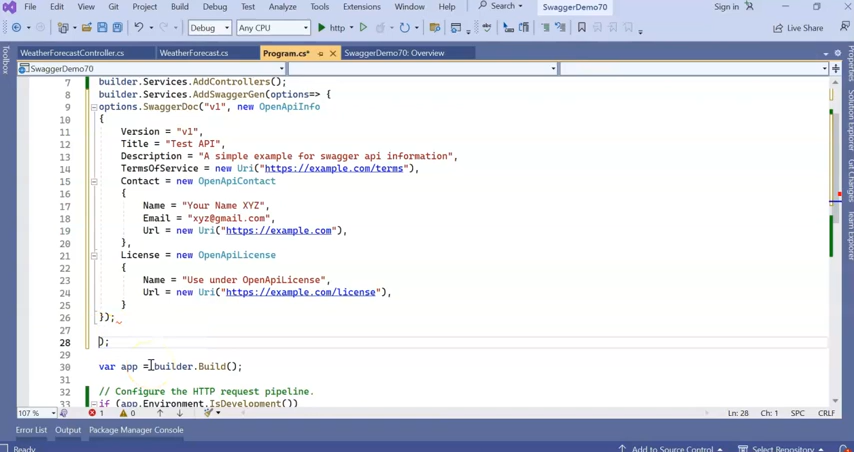 File Edit View Git Project Build Debug Test Analyze Tools Extensions Window Help Search SwaggerDemo70 Sign in
Debug Any CPU http Live Share
WeatherForecastController.cs WeatherForecast.cs Program.cs* SwaggerDemo70: Overview
SwaggerDemo70
7 builder.Services.AddControllers();
8 builder.Services.AddSwaggerGen(options=> {
9 options.SwaggerDoc("v1", new OpenApiInfo
10 {
11 Version = "v1",
12 Title = "Test API",
13 Description = "A simple example for swagger api information",
14 TermsOfService = new Uri("https://example.com/terms"),
15 Contact = new OpenApiContact
16 {
17 Name = "Your Name XYZ",
18 Email = "xyz@gmail.com",
19 Url = new Uri("https://example.com"),
20 },
21 License = new OpenApiLicense
22 {
23 Name = "Use under OpenApiLicense",
24 Url = new Uri("https://example.com/license"),
25 }
26 });
27
28 );
29
30 var app = builder.Build();
31
32 // Configure the HTTP request pipeline.
33 if (app.Environment.IsDevelopment())
107 % 1 0 Ln: 28 Ch: 1 SPC CRLF
Error List Output Package Manager Console
Ready Add to Source Control Select Repository
Toolbox
Properties
Solution Explorer
Git Changes
Team Explorer